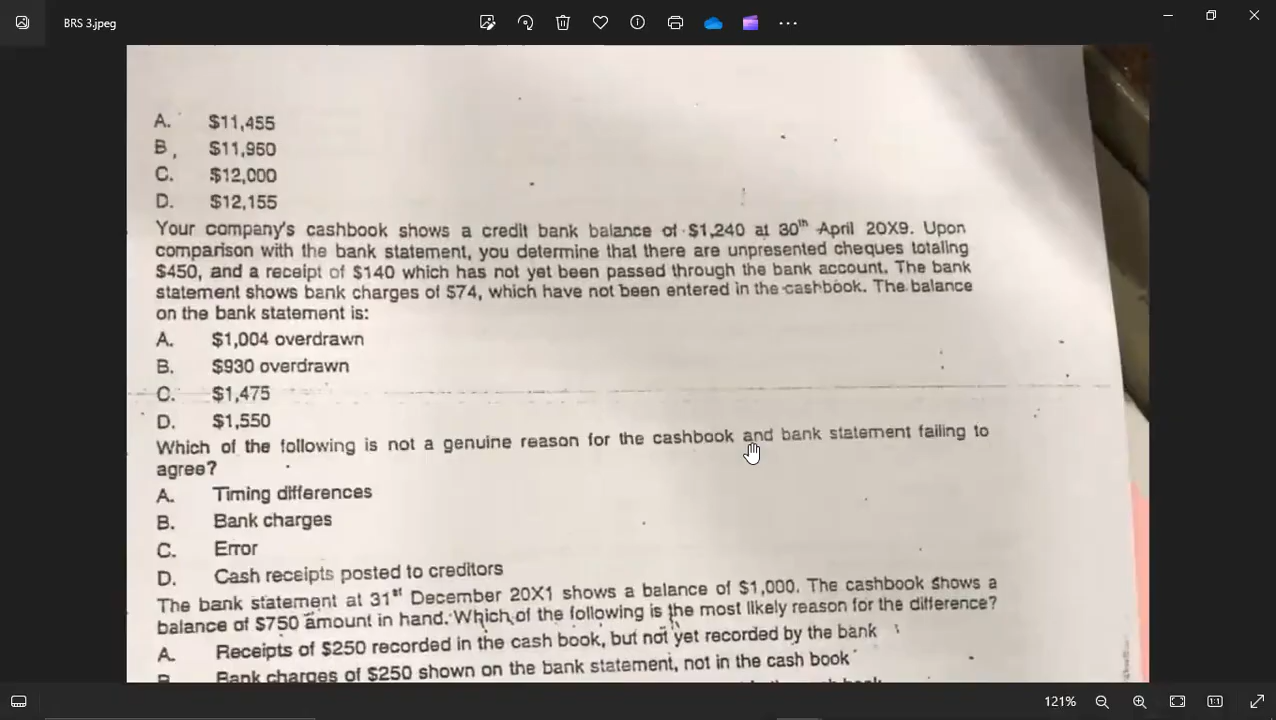 BRS 3.jpeg
A. $11,455
B, $11,950
C. $12,000
D. $12,155
Your company's cashbook shows a credit bank balance of $1,240 at 30th April 20X9. Upon
comparison with the bank statement, you determine that there are unpresented cheques totaling
$450, and a receipt of $140 which has not yet been passed through the bank account. The bank
statement shows bank charges of $74, which have not been entered in the cashbook. The balance
on the bank statement is:
A. $1,004 overdrawn
B. $930 overdrawn
C. $1,475
D. $1,550
Which of the following is not a genuine reason for the cashbook and bank statement failing to
agree?
A. Timing differences
B. Bank charges
C. Error
D. Cash receipts posted to creditors
The bank statement at 31st December 20X1 shows a balance of $1,000. The cashbook shows a
balance of $750 amount in hand. Which of the following is the most likely reason for the difference?
A. Receipts of $250 recorded in the cash book, but not yet recorded by the bank
B. Bank charges of $250 shown on the bank statement, not in the cash book
121%